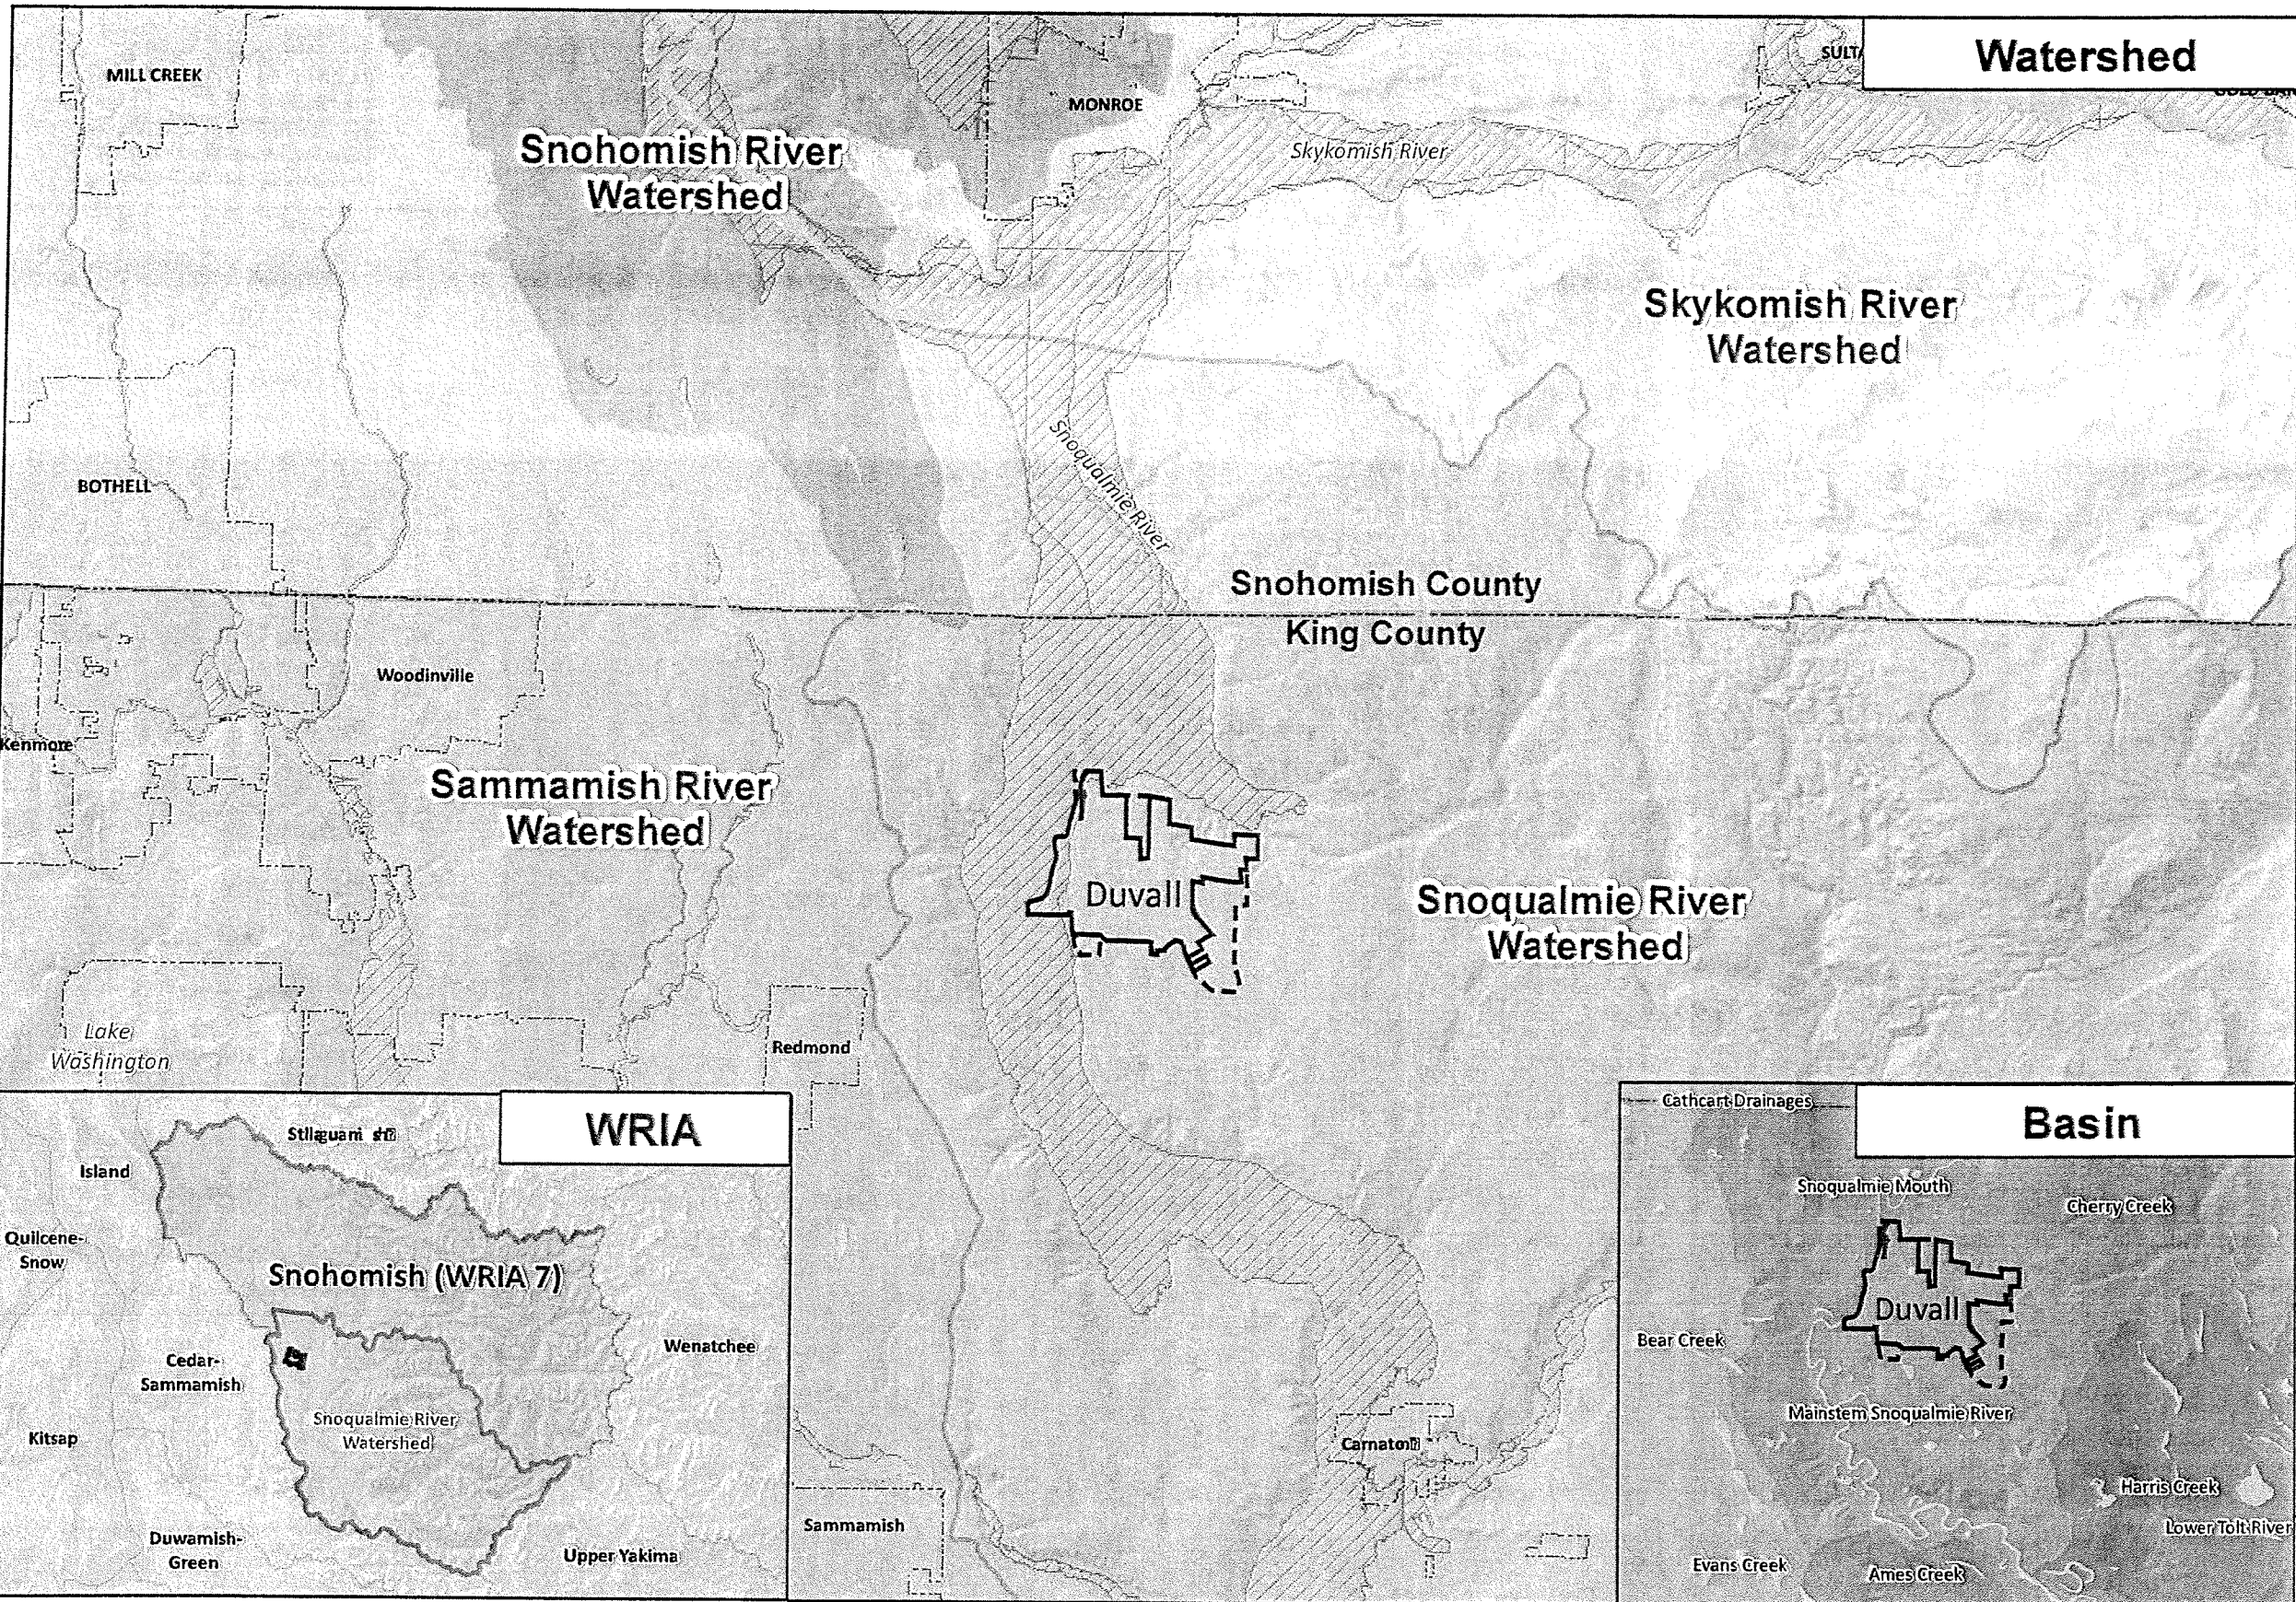 Watershed
MILL CREEK
MONROE
SULTA
Snohomish River
Watershed
Skykomish River
Skykomish River
Watershed
BOTHELL
Snoqualmie River
Snohomish County
King County
Woodinville
Kenmore
Sammamish River
Watershed
Duvall
Snoqualmie River
Watershed
Lake
Washington
Redmond
Carnaton
Sammamish
WRIA
Island
Quilcene-
Snow
Snohomish (WRIA 7)
Cedar-
Sammamish
Wenatchee
Snoqualmie River
Watershed
Kitsap
Duwamish-
Green
Upper Yakima
Basin
Cathcart Drainages
Snoqualmie Mouth
Cherry Creek
Duvall
Bear Creek
Mainstem Snoqualmie River
Harris Creek
Lower Tolt River
Evans Creek
Ames Creek